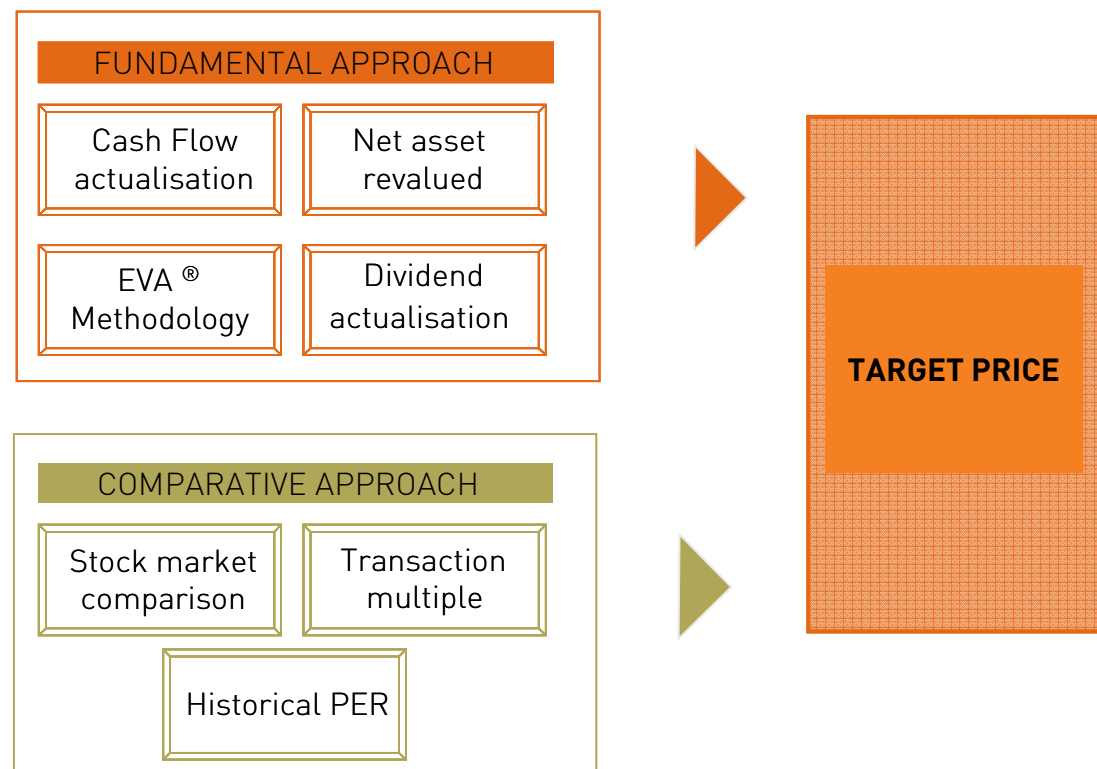 FUNDAMENTAL APPROACH
Cash Flow
actualisation
Net asset
revalued
EVA ®
Methodology
Dividend
actualisation
TARGET PRICE
COMPARATIVE APPROACH
Stock market
comparison
Transaction
multiple
Historical PER